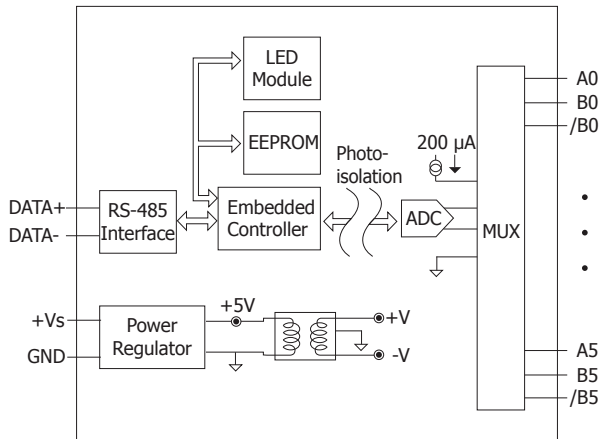 LED
Module
A0
B0
/B0
EEPROM
200 µA
Photo-
isolation
DATA+
DATA-
RS-485
Interface
Embedded
Controller
ADC
MUX
+Vs
GND
Power
Regulator
+5V
+V
-V
A5
B5
/B5